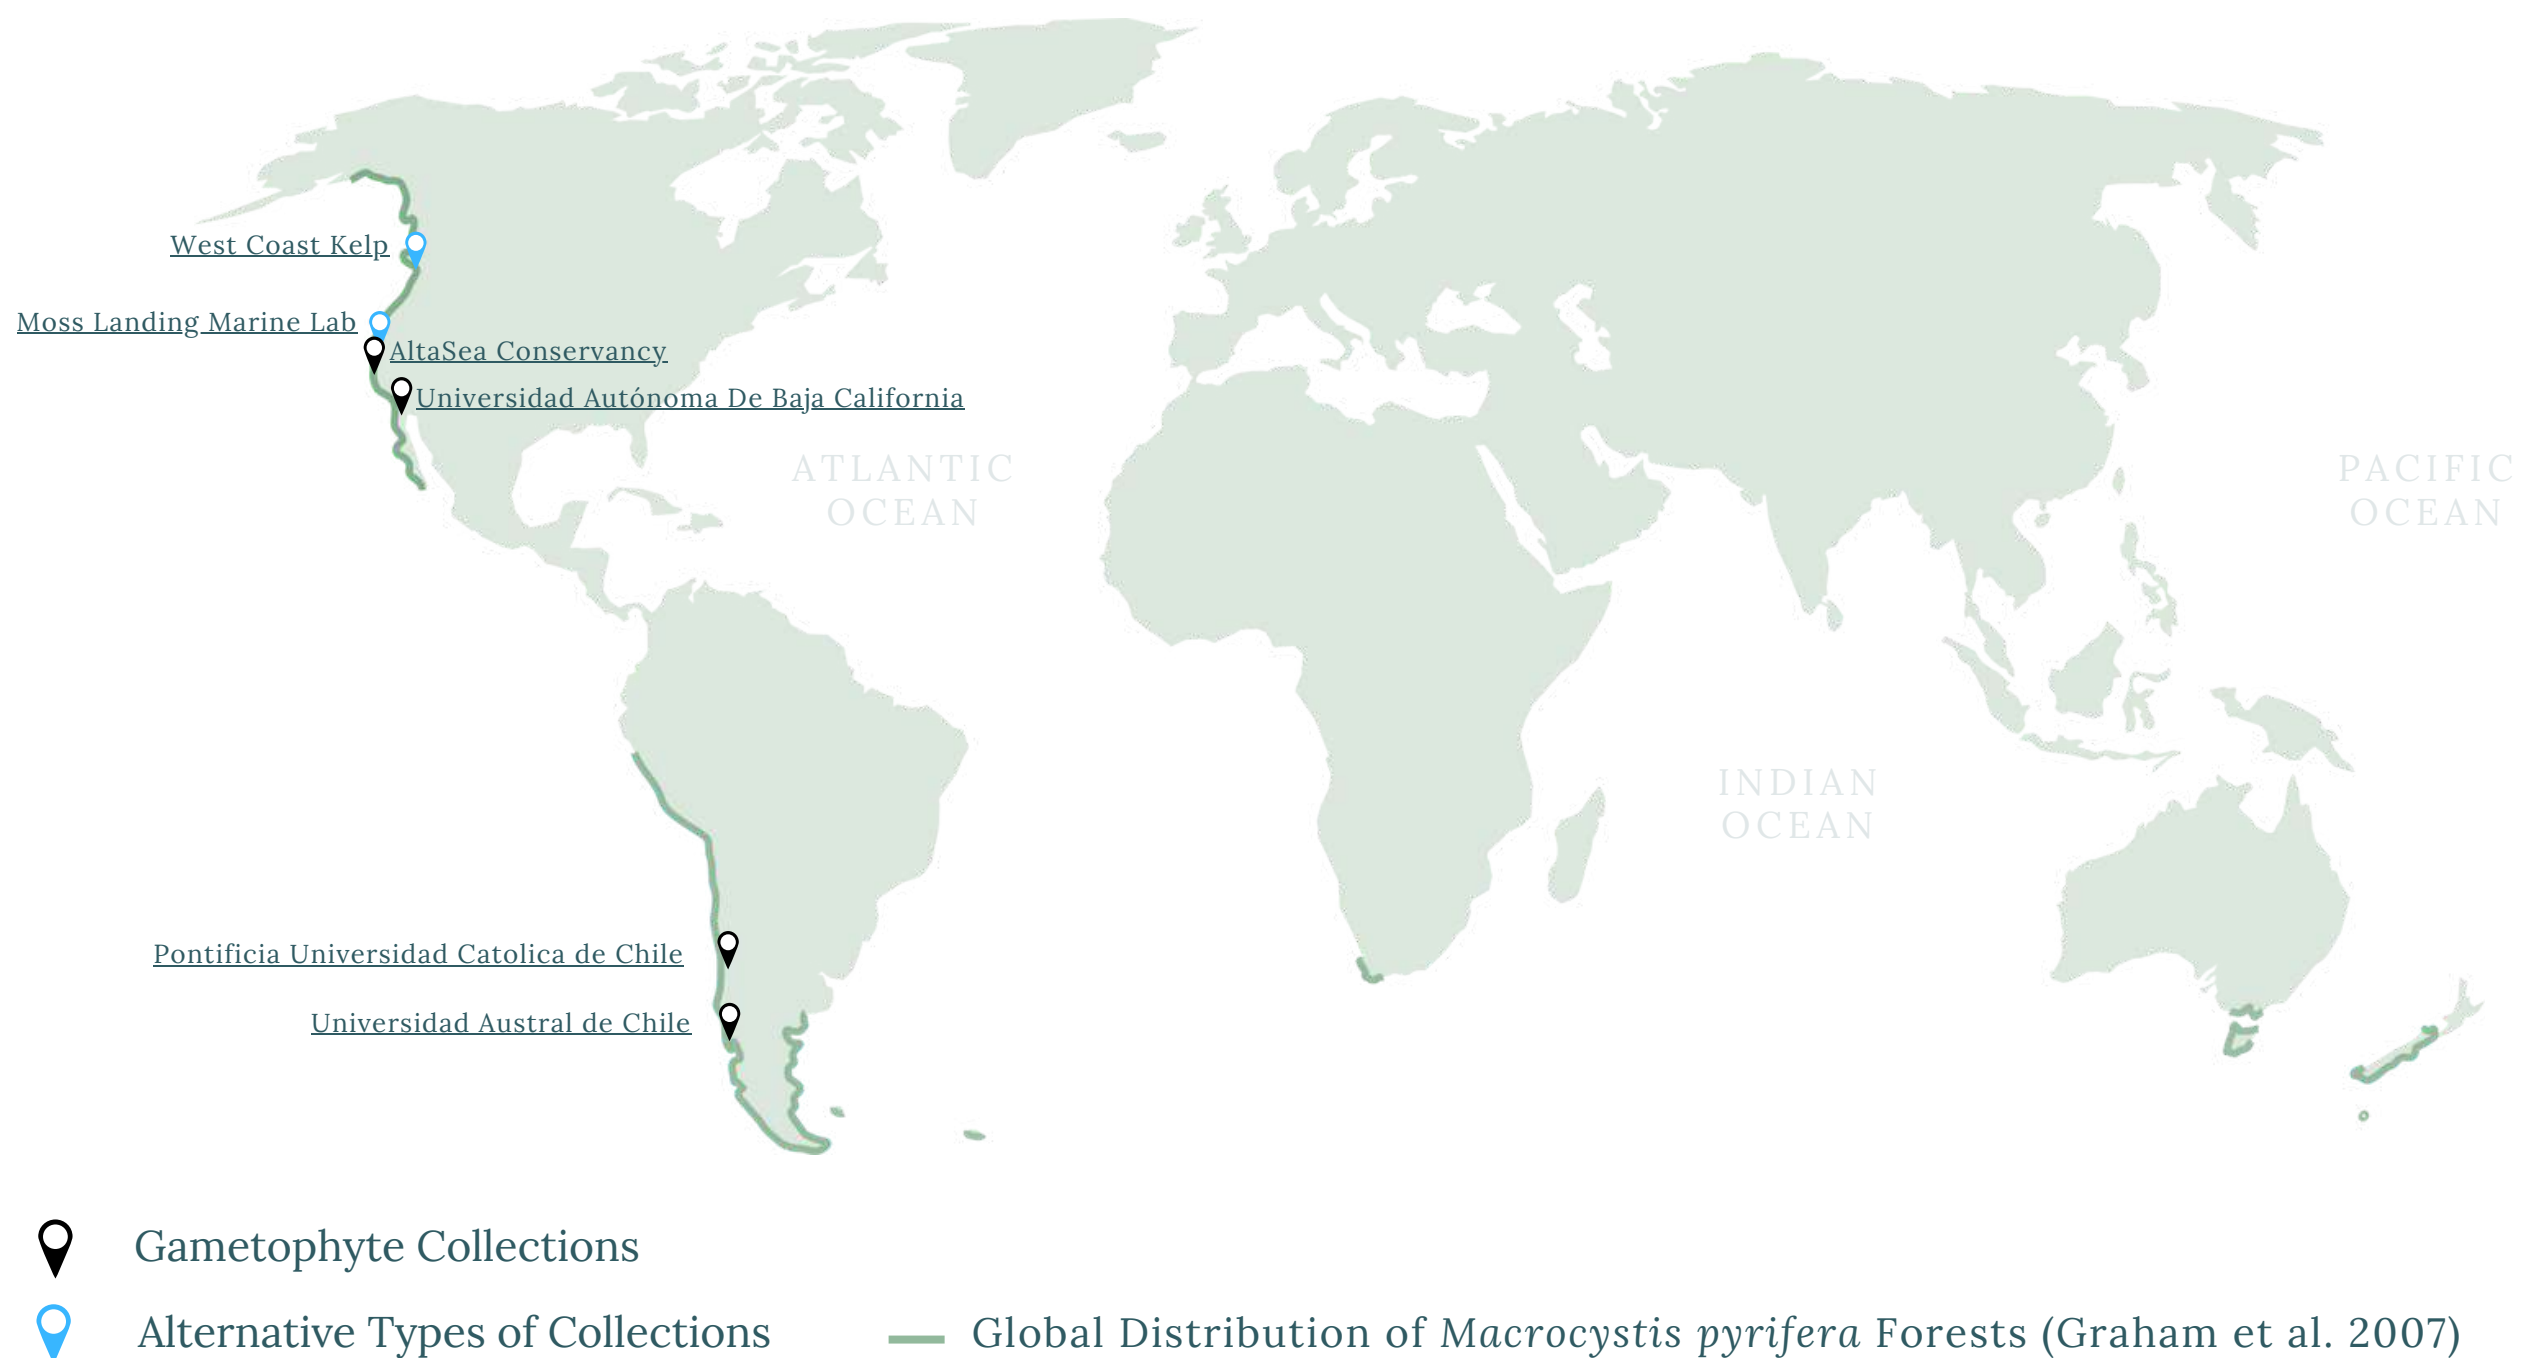 West Coast Kelp
Moss Landing Marine Lab
AltaSea Conservancy
Universidad Autónoma De Baja California
ATLANTIC
OCEAN
PACIFIC
OCEAN
INDIAN
OCEAN
Pontificia Universidad Catolica de Chile
Universidad Austral de Chile
Gametophyte Collections
Alternative Types of Collections
Global Distribution of Macrocystis pyrifera Forests (Graham et al. 2007)